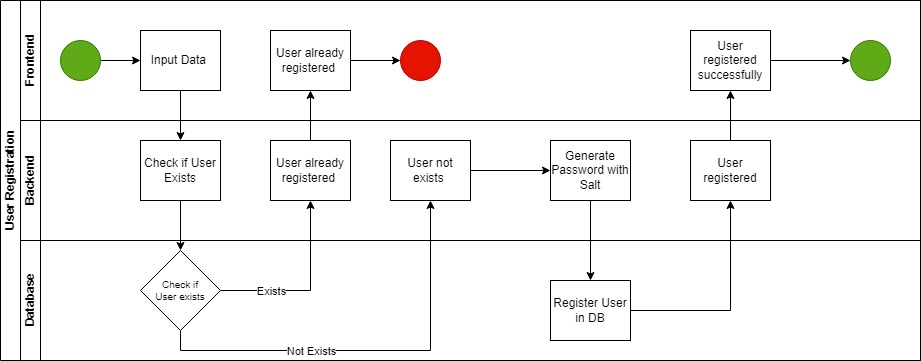 User Registration
Frontend
Input Data
User already
registered
User
registered
successfully
Backend
Check if User
Exists
User already
registered
User not
exists
Generate
Password with
Salt
User
registered
Database
Check if
User exists
Exists
Not Exists
Register User
in DB